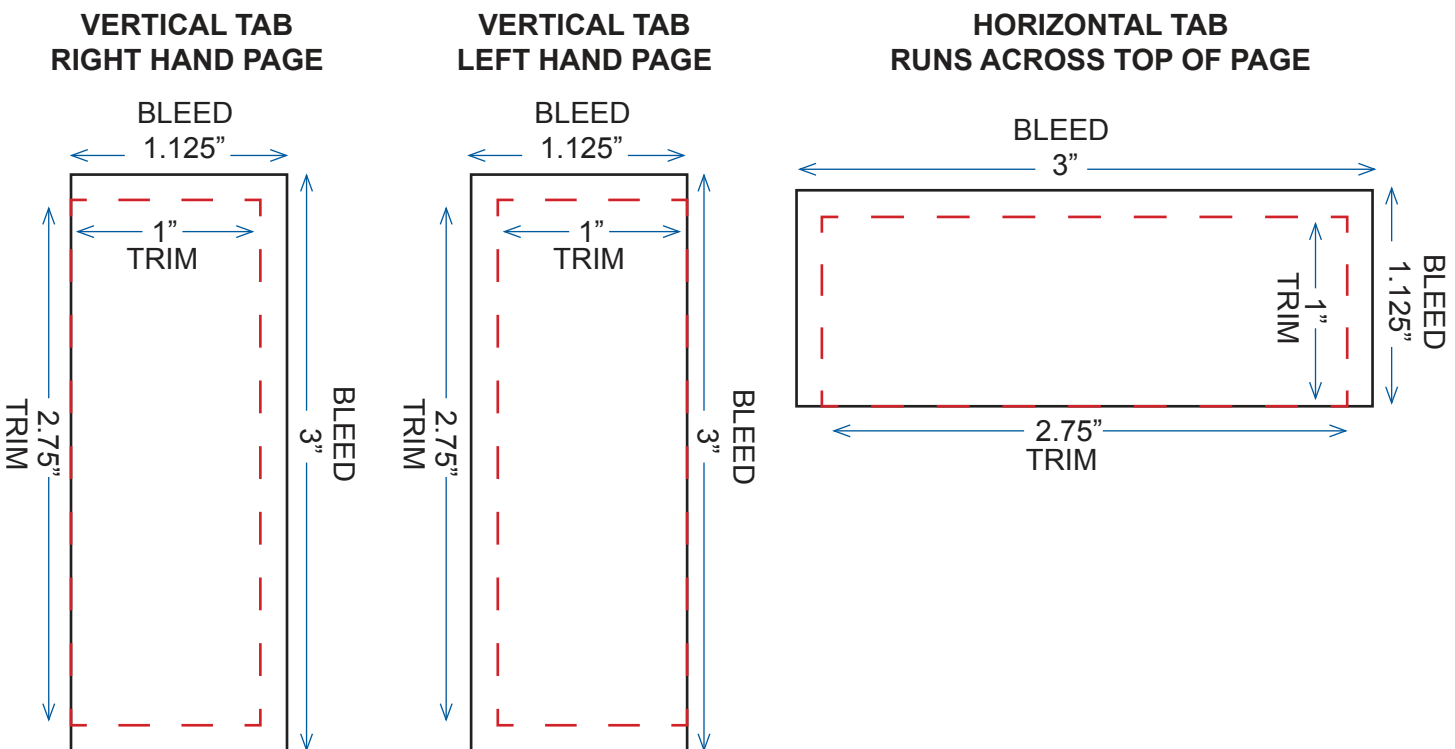 VERTICAL TAB
RIGHT HAND PAGE
BLEED
1.125”
1”
TRIM
2.75”
TRIM
BLEED
3”
VERTICAL TAB
LEFT HAND PAGE
BLEED
1.125”
1”
TRIM
2.75”
TRIM
BLEED
3”
HORIZONTAL TAB
RUNS ACROSS TOP OF PAGE
BLEED
3”
1”
TRIM
BLEED
1.125”
2.75”
TRIM